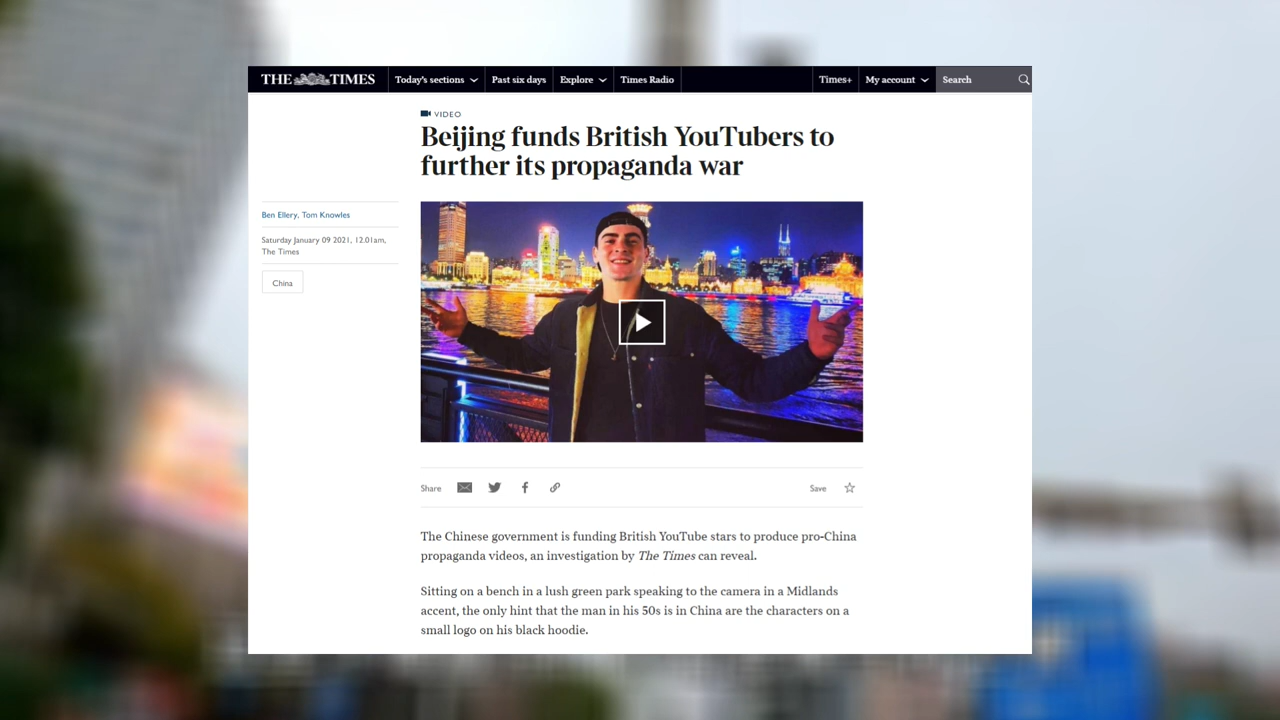 THE TIMES
Today's sections
Past six days
Explore
Times Radio
Times+
My account
Search
VIDEO
Beijing funds British YouTubers to
further its propaganda war
Ben Ellery, Tom Knowles
Saturday January 09 2021, 12.01am,
The Times
China
Share
Save
The Chinese government is funding British YouTube stars to produce pro-China
propaganda videos, an investigation by The Times can reveal.
Sitting on a bench in a lush green park speaking to the camera in a Midlands
accent, the only hint that the man in his 50s is in China are the characters on a
small logo on his black hoodie.